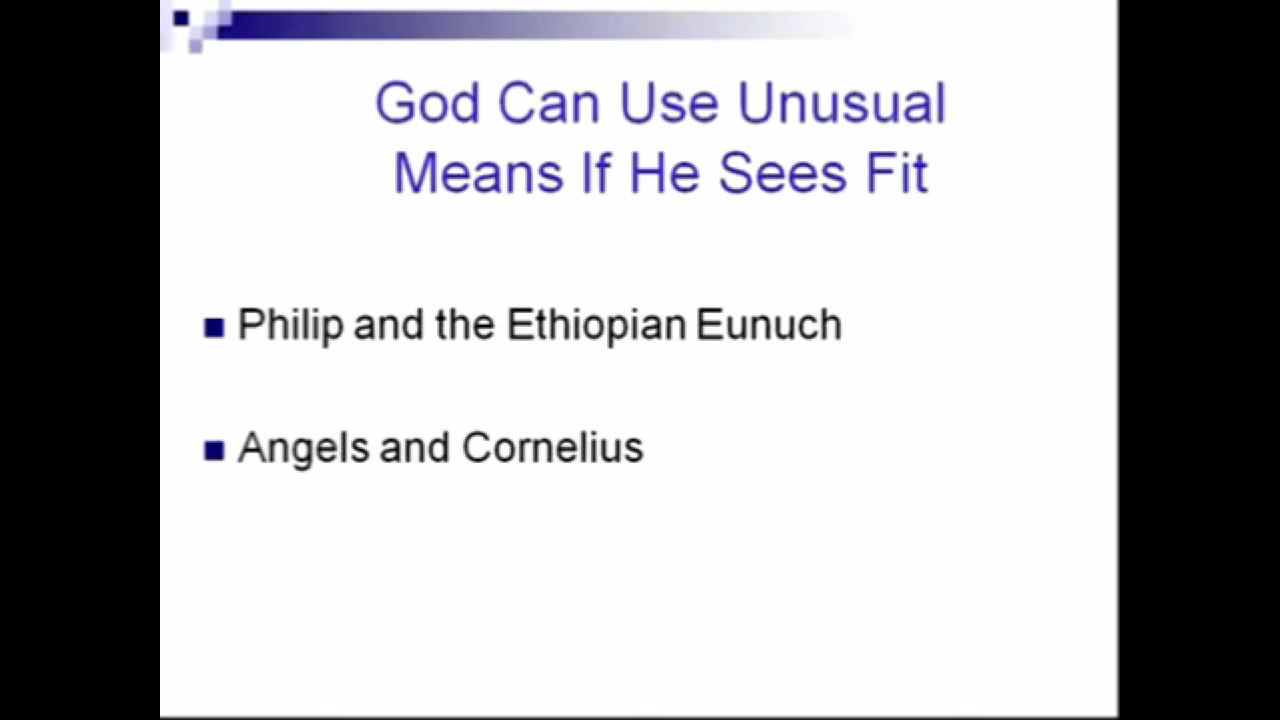 God Can Use Unusual
Means If He Sees Fit
Philip and the Ethiopian Eunuch
Angels and Cornelius